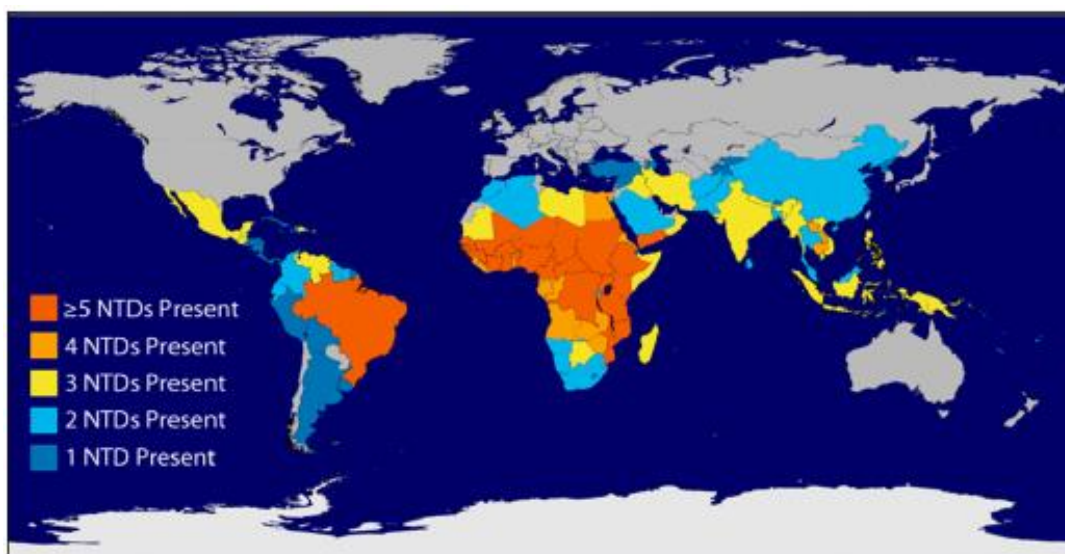 ≥5 NTDs Present
4 NTDs Present
3 NTDs Present
2 NTDs Present
1 NTD Present